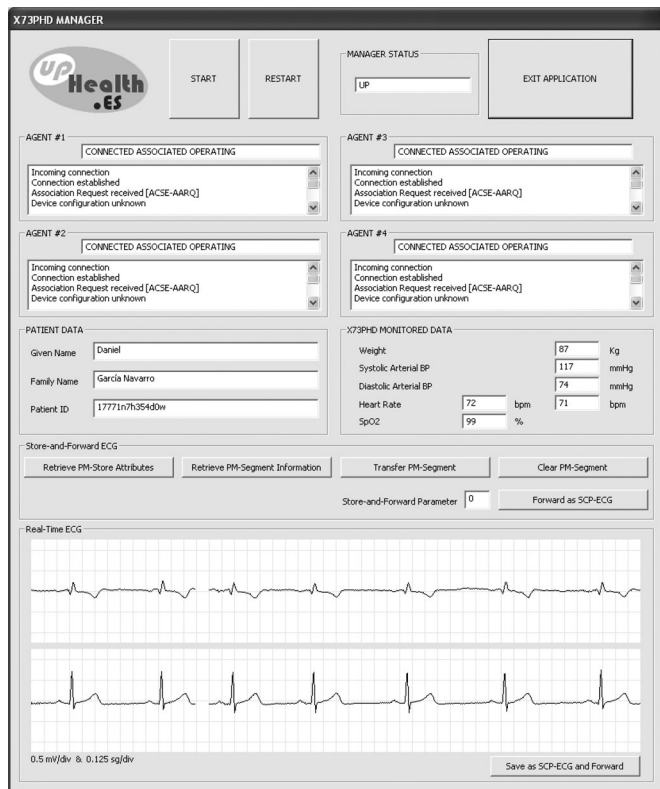 X73PHD MANAGER
UP
Health
.ES
START
RESTART
MANAGER STATUS
UP
EXIT APPLICATION
AGENT #1
CONNECTED ASSOCIATED OPERATING
Incoming connection
Connection established
Association Request received [ACSE-AARQ]
Device configuration unknown
AGENT #3
CONNECTED ASSOCIATED OPERATING
Incoming connection
Connection established
Association Request received [ACSE-AARQ]
Device configuration unknown
AGENT #2
CONNECTED ASSOCIATED OPERATING
Incoming connection
Connection established
Association Request received [ACSE-AARQ]
Device configuration unknown
AGENT #4
CONNECTED ASSOCIATED OPERATING
Incoming connection
Connection established
Association Request received [ACSE-AARQ]
Device configuration unknown
PATIENT DATA
Given Name Daniel
Family Name García Navarro
Patient ID 17771n7h354d0w
X73PHD MONITORED DATA
Weight 87 Kg
Systolic Arterial BP 117 mmHg
Diastolic Arterial BP 74 mmHg
Heart Rate 72 bpm 71 bpm
SpO2 99 %
Store-and-Forward ECG
Retrieve PM-Store Attributes Retrieve PM-Segment Information Transfer PM-Segment Clear PM-Segment
Store-and-Forward Parameter 0 Forward as SCP-ECG
Real-Time ECG
0.5 mV/div & 0.125 sg/div
Save as SCP-ECG and Forward